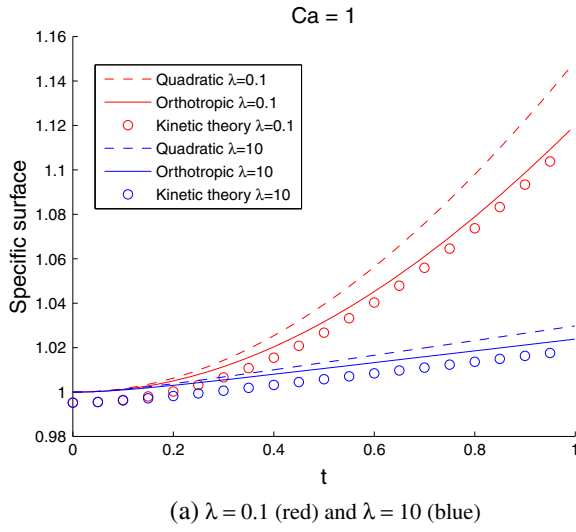 Ca = 1
1.16
1.14
1.12
1.1
1.08
1.06
1.04
1.02
1
0.98
Specific surface
Quadratic λ=0.1
Orthotropic λ=0.1
Kinetic theory λ=0.1
Quadratic λ=10
Orthotropic λ=10
Kinetic theory λ=10
0 0.2 0.4 0.6 0.8 1
t
(a) λ = 0.1 (red) and λ = 10 (blue)